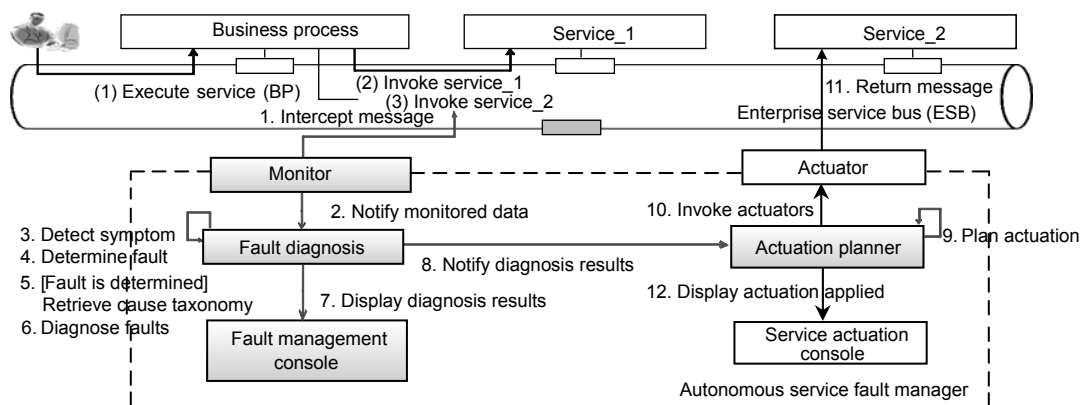 Business process
Service_1
Service_2
(1) Execute service (BP)
(2) Invoke service_1
(3) Invoke service_2
11. Return message
1. Intercept message
Enterprise service bus (ESB)
Monitor
Actuator
2. Notify monitored data
10. Invoke actuators
3. Detect symptom
4. Determine fault
5. [Fault is determined]
Retrieve cause taxonomy
6. Diagnose faults
Fault diagnosis
8. Notify diagnosis results
Actuation planner
9. Plan actuation
7. Display diagnosis results
12. Display actuation applied
Fault management
console
Service actuation
console
Autonomous service fault manager